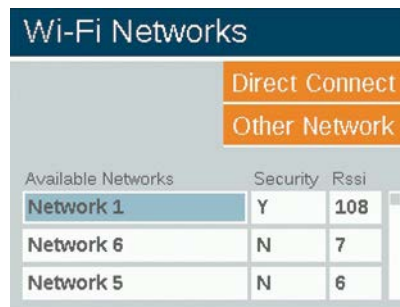 Wi-Fi Networks
Direct Connect
Other Network
Available Networks Security Rssi
Network 1 Y 108
Network 6 N 7
Network 5 N 6